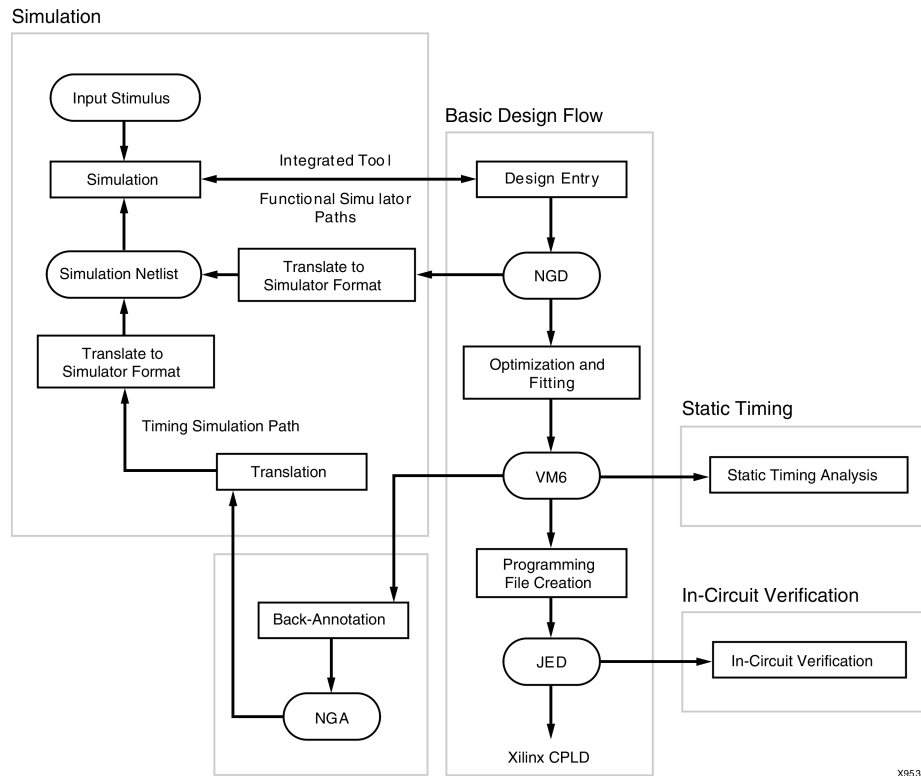 Simulation
Input Stimulus
Basic Design Flow
Integrated Tool
Simulation
Design Entry
Functional Simulator
Paths
Simulation Netlist
Translate to
Simulator Format
NGD
Translate to
Simulator Format
Optimization and
Fitting
Static Timing
Timing Simulation Path
Translation
VM6
Static Timing Analysis
Programming
File Creation
In-Circuit Verification
Back-Annotation
JED
In-Circuit Verification
NGA
Xilinx CPLD
X953